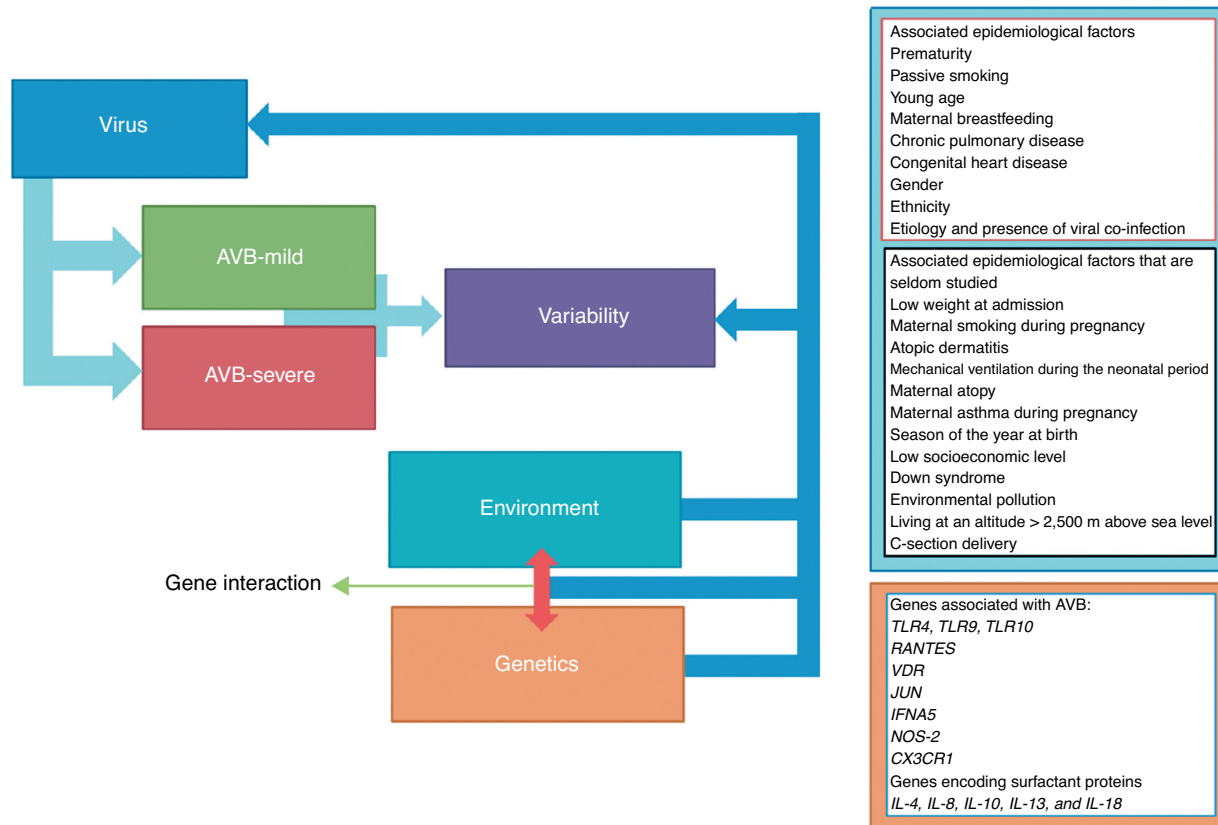 Virus
AVB-mild
AVB-severe
Variability
Environment
Gene interaction
Genetics
Associated epidemiological factors
Prematurity
Passive smoking
Young age
Maternal breastfeeding
Chronic pulmonary disease
Congenital heart disease
Gender
Ethnicity
Etiology and presence of viral co-infection
Associated epidemiological factors that are
seldom studied
Low weight at admission
Maternal smoking during pregnancy
Atopic dermatitis
Mechanical ventilation during the neonatal period
Maternal atopy
Maternal asthma during pregnancy
Season of the year at birth
Low socioeconomic level
Down syndrome
Environmental pollution
Living at an altitude > 2,500 m above sea level
C-section delivery
Genes associated with AVB:
TLR4, TLR9, TLR10
RANTES
VDR
JUN
IFNA5
NOS-2
CX3CR1
Genes encoding surfactant proteins
IL-4, IL-8, IL-10, IL-13, and IL-18